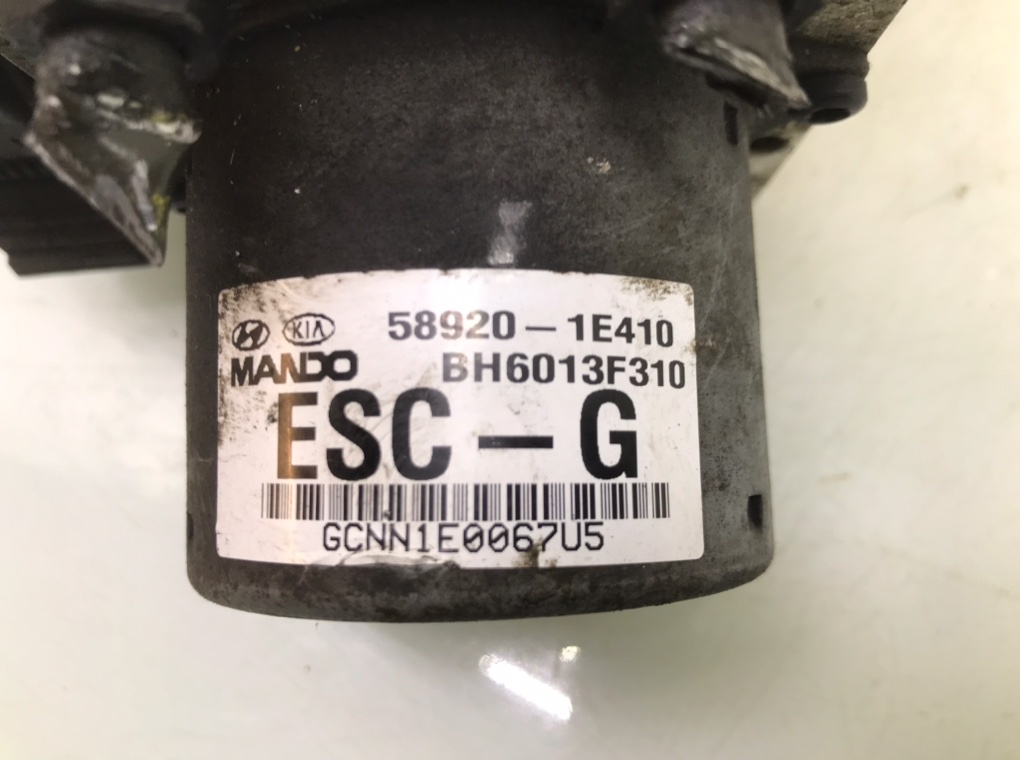 KIA 58920-1E410
MANDO BH6013F310
ESC-G
GCNN1E0067U5